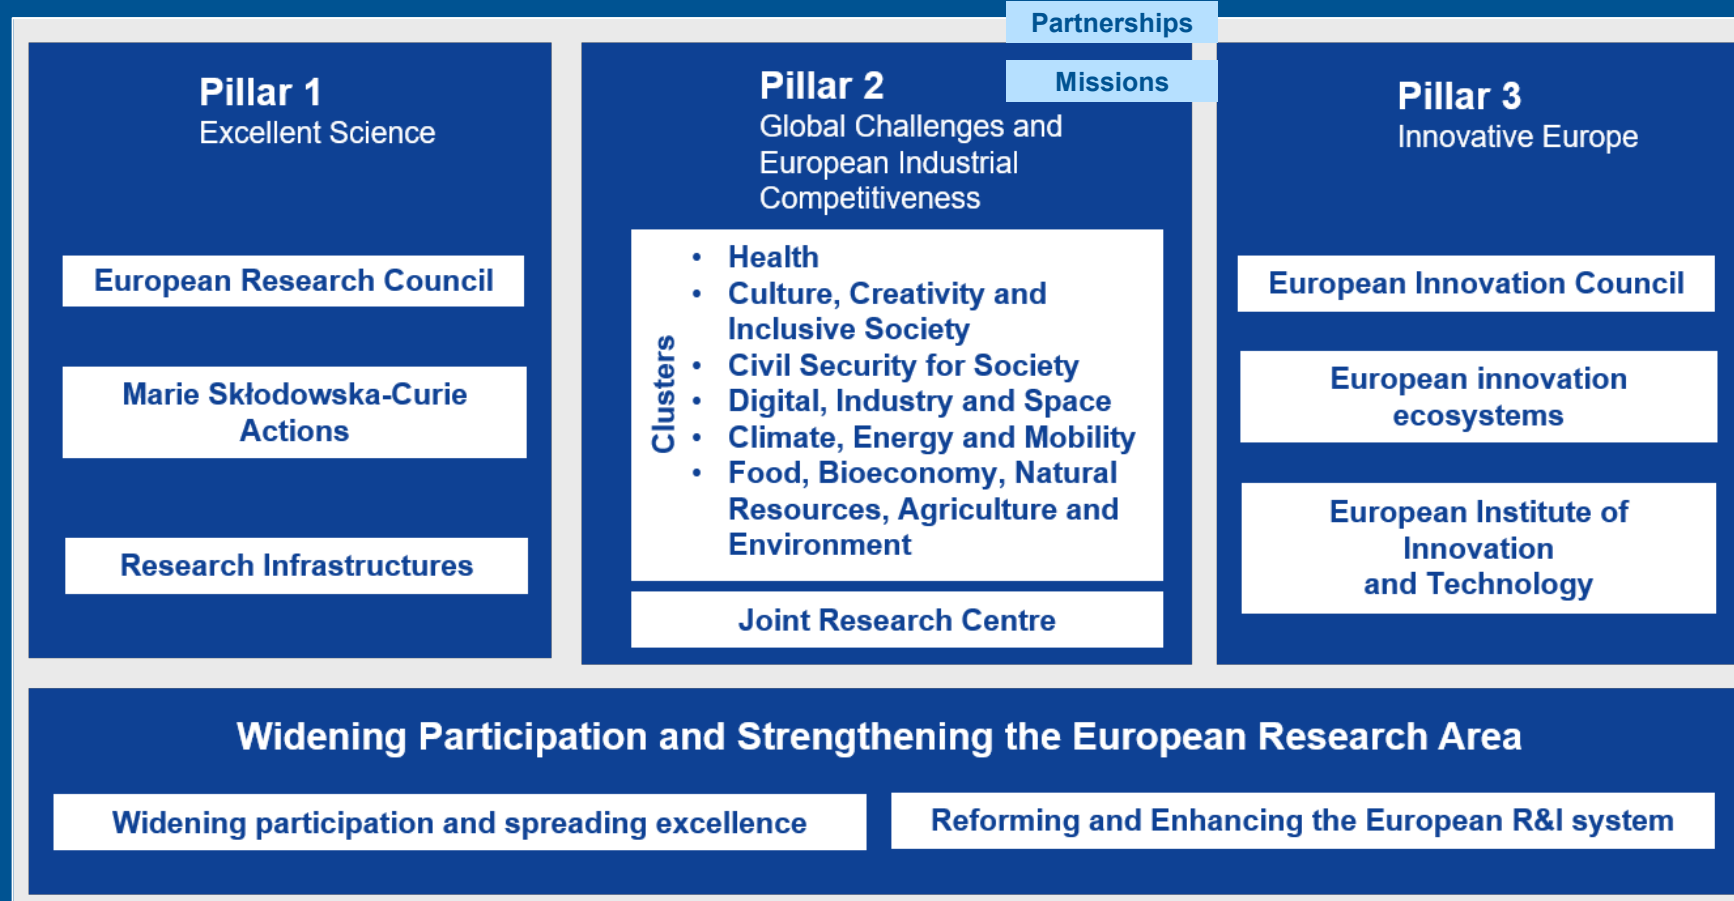 Partnerships
Missions
Pillar 1
Excellent Science
European Research Council
Marie Skłodowska-Curie
Actions
Research Infrastructures
Pillar 2
Global Challenges and
European Industrial
Competitiveness
Clusters
• Health
• Culture, Creativity and
Inclusive Society
• Civil Security for Society
• Digital, Industry and Space
• Climate, Energy and Mobility
• Food, Bioeconomy, Natural
Resources, Agriculture and
Environment
Joint Research Centre
Pillar 3
Innovative Europe
European Innovation Council
European innovation
ecosystems
European Institute of
Innovation
and Technology
Widening Participation and Strengthening the European Research Area
Widening participation and spreading excellence
Reforming and Enhancing the European R&I system